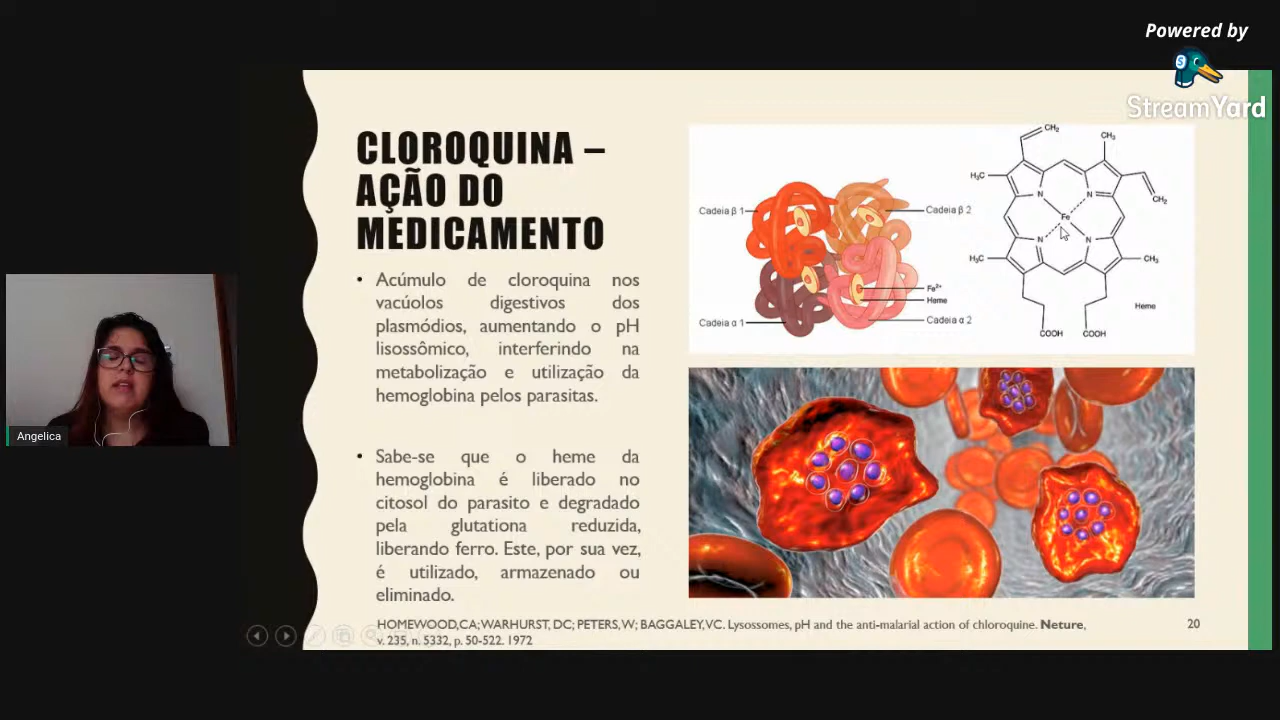 Powered by
StreamYard
CLOROQUINA –
AÇÃO DO
MEDICAMENTO
• Acúmulo de cloroquina nos
vacúolos digestivos dos
plasmódios, aumentando o pH
lisossômico, interferindo na
metabolização e utilização da
hemoglobina pelos parasitas.
• Sabe-se que o heme da
hemoglobina é liberado no
citosol do parasito e degradado
pela glutationa reduzida,
liberando ferro. Este, por sua vez,
é utilizado, armazenado ou
eliminado.
Cadeia β 1
Cadeia β 2
Fe²⁺
Heme
Cadeia α 1
Cadeia α 2
CH₂
CH₃
H₃C
N
N
CH₂
Fe
N
N
H₃C
CH₃
Heme
COOH
COOH
HOMEWOOD,CA; WARHURST, DC; PETERS, W; BAGGALEY, VC. Lysossomes, pH and the anti-malarial action of chloroquine. Neture,
v. 235, n. 5332, p. 50-522. 1972
20
Angelica